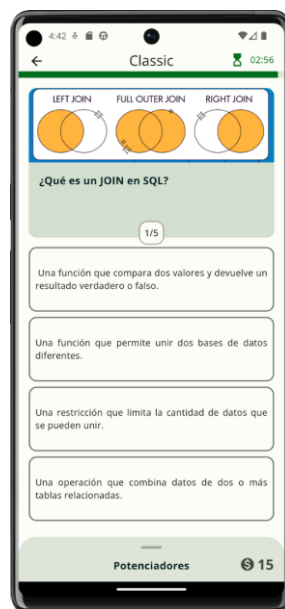 4:42
Classic
02:56
LEFT JOIN FULL OUTER JOIN RIGHT JOIN
¿Qué es un JOIN en SQL?
1/5
Una función que compara dos valores y devuelve un
resultado verdadero o falso.
Una función que permite unir dos bases de datos
diferentes.
Una restricción que limita la cantidad de datos que
se pueden unir.
Una operación que combina datos de dos o más
tablas relacionadas.
Potenciadores
15